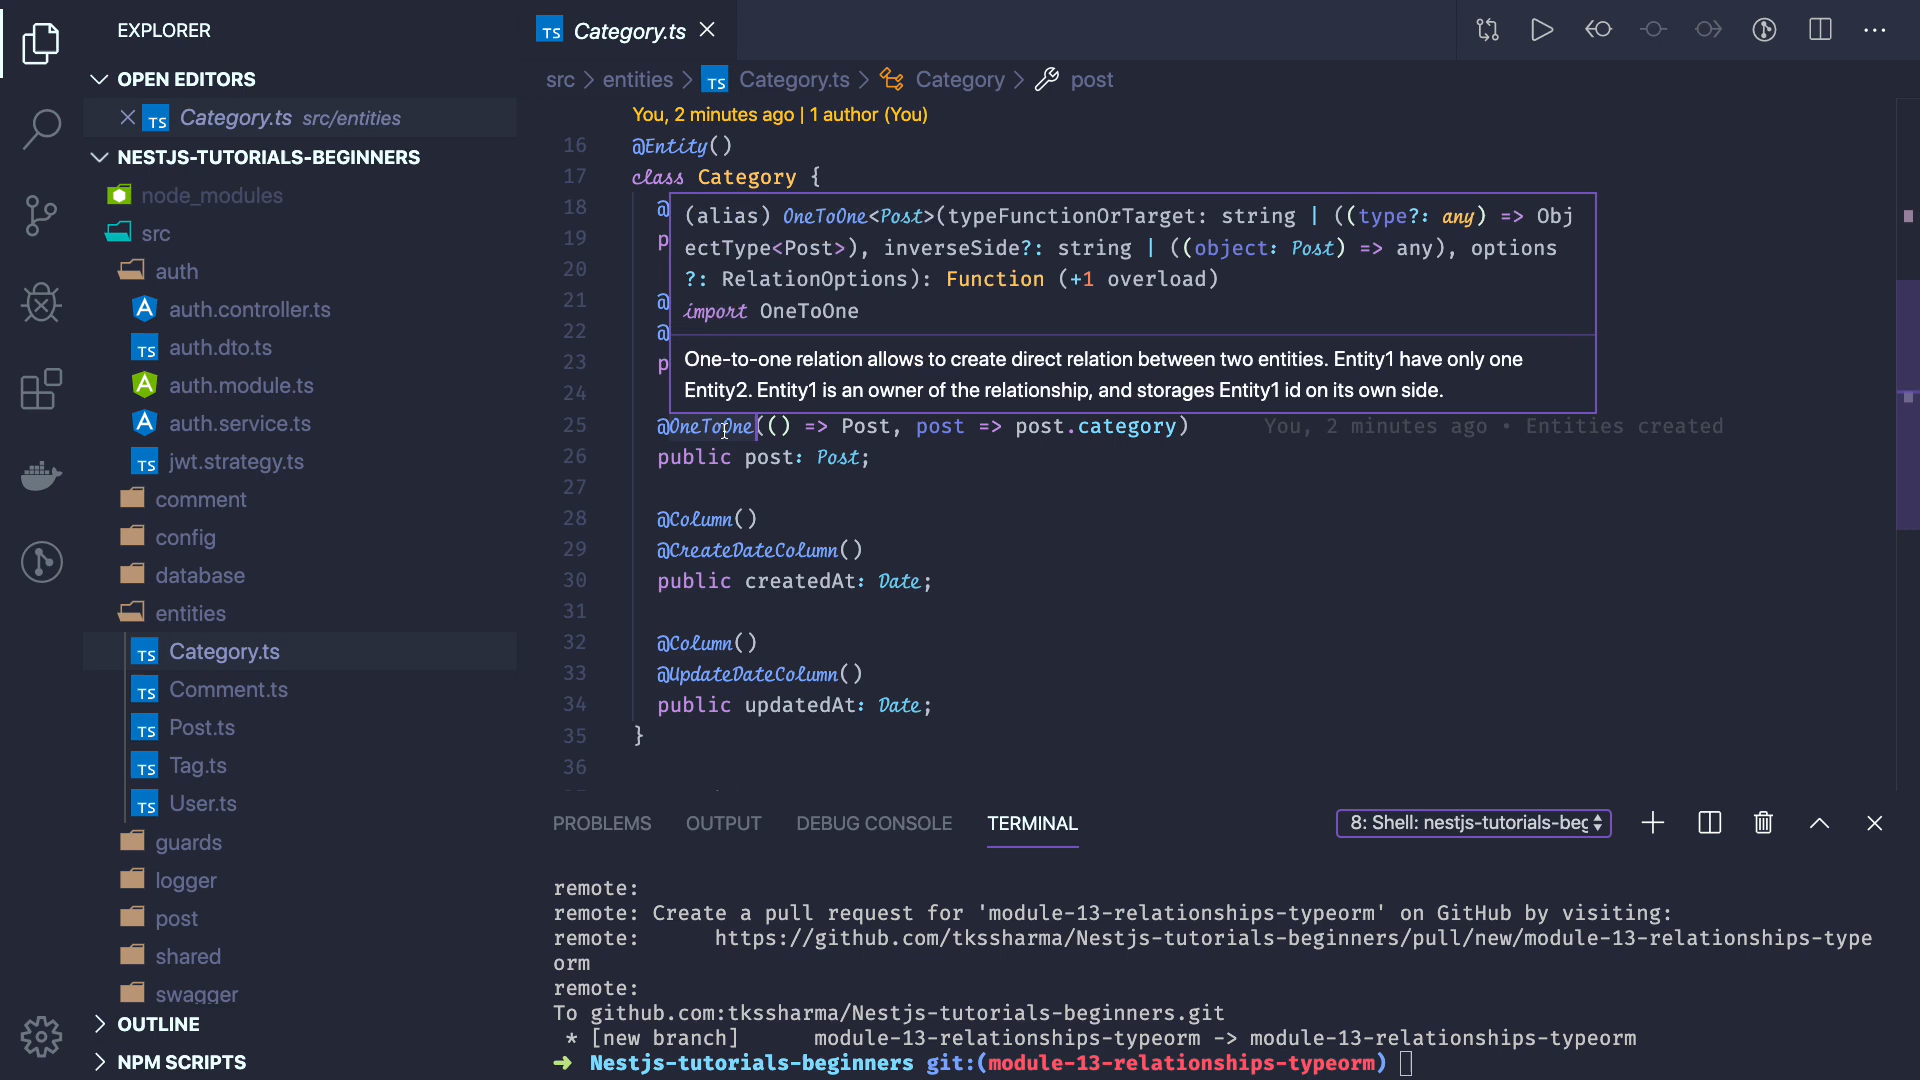 EXPLORER
OPEN EDITORS
TS Category.ts src/entities
NESTJS-TUTORIALS-BEGINNERS
node_modules
src
auth
auth.controller.ts
TS auth.dto.ts
auth.module.ts
auth.service.ts
TS jwt.strategy.ts
comment
config
database
entities
TS Category.ts
TS Comment.ts
TS Post.ts
TS Tag.ts
TS User.ts
guards
logger
post
shared
swagger
OUTLINE
NPM SCRIPTS
TS Category.ts
src > entities > TS Category.ts > Category > post
You, 2 minutes ago | 1 author (You)
16 @Entity()
17 class Category {
18 @
19 p
20
21 @
22 @
23 p
24
(alias) OneToOne<Post>(typeFunctionOrTarget: string | ((type?: any) => Obj
ectType<Post>), inverseSide?: string | ((object: Post) => any), options
?: RelationOptions): Function (+1 overload)
import OneToOne
One-to-one relation allows to create direct relation between two entities. Entity1 have only one
Entity2. Entity1 is an owner of the relationship, and storages Entity1 id on its own side.
25 @OneToOne(() => Post, post => post.category) You, 2 minutes ago • Entities created
26 public post: Post;
27
28 @Column()
29 @CreateDateColumn()
30 public createdAt: Date;
31
32 @Column()
33 @UpdateDateColumn()
34 public updatedAt: Date;
35 }
36
PROBLEMS OUTPUT DEBUG CONSOLE TERMINAL 8: Shell: nestjs-tutorials-beg
remote:
remote: Create a pull request for 'module-13-relationships-typeorm' on GitHub by visiting:
remote: https://github.com/tkssharma/Nestjs-tutorials-beginners/pull/new/module-13-relationships-type
orm
remote:
To github.com:tkssharma/Nestjs-tutorials-beginners.git
* [new branch] module-13-relationships-typeorm -> module-13-relationships-typeorm
➜ Nestjs-tutorials-beginners git:(module-13-relationships-typeorm)